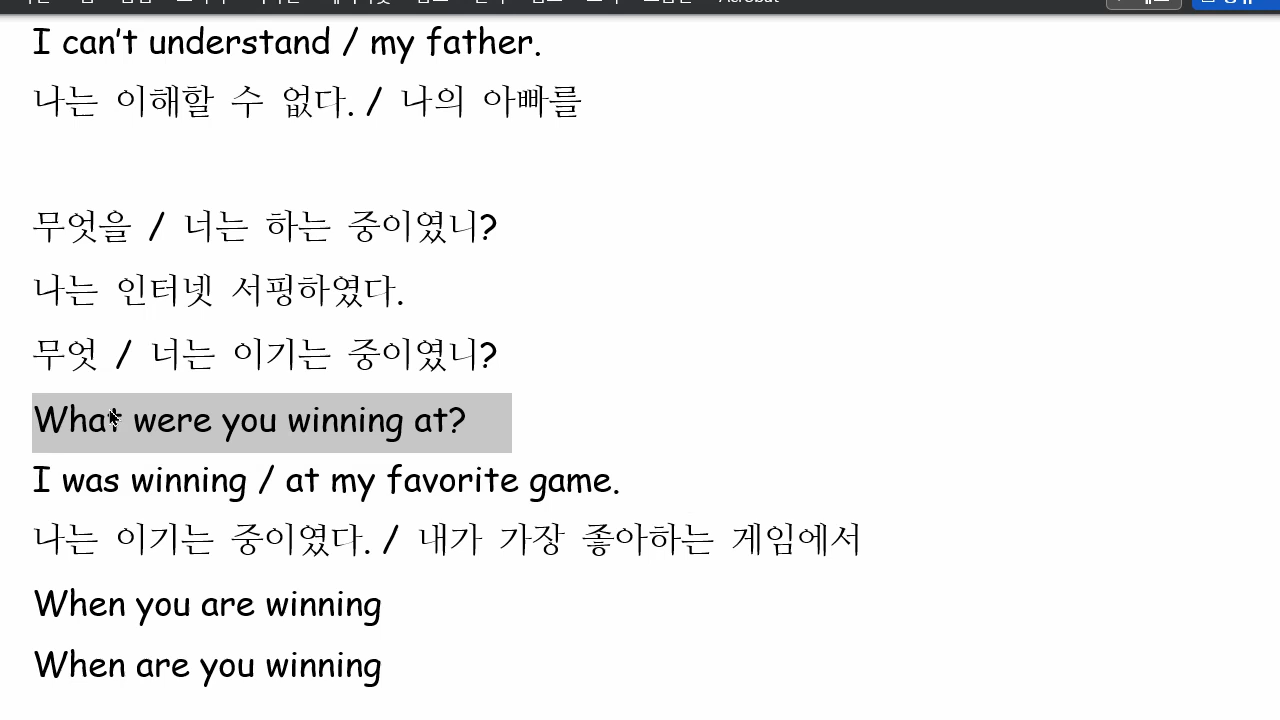 Acrobat
I can't understand / my father.
나는 이해할 수 없다. / 나의 아빠를
무엇을 / 너는 하는 중이였니?
나는 인터넷 서핑하였다.
무엇 / 너는 이기는 중이였니?
What were you winning at?
I was winning / at my favorite game.
나는 이기는 중이였다. / 내가 가장 좋아하는 게임에서
When you are winning
When are you winning